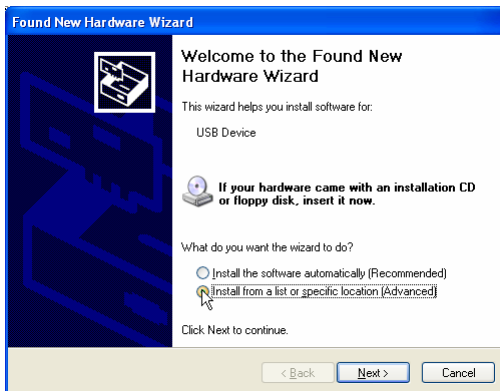 Found New Hardware Wizard
Welcome to the Found New
Hardware Wizard
This wizard helps you install software for:
USB Device
If your hardware came with an installation CD
or floppy disk, insert it now.
What do you want the wizard to do?
Install the software automatically (Recommended)
Install from a list or specific location (Advanced)
Click Next to continue.
< Back
Next >
Cancel